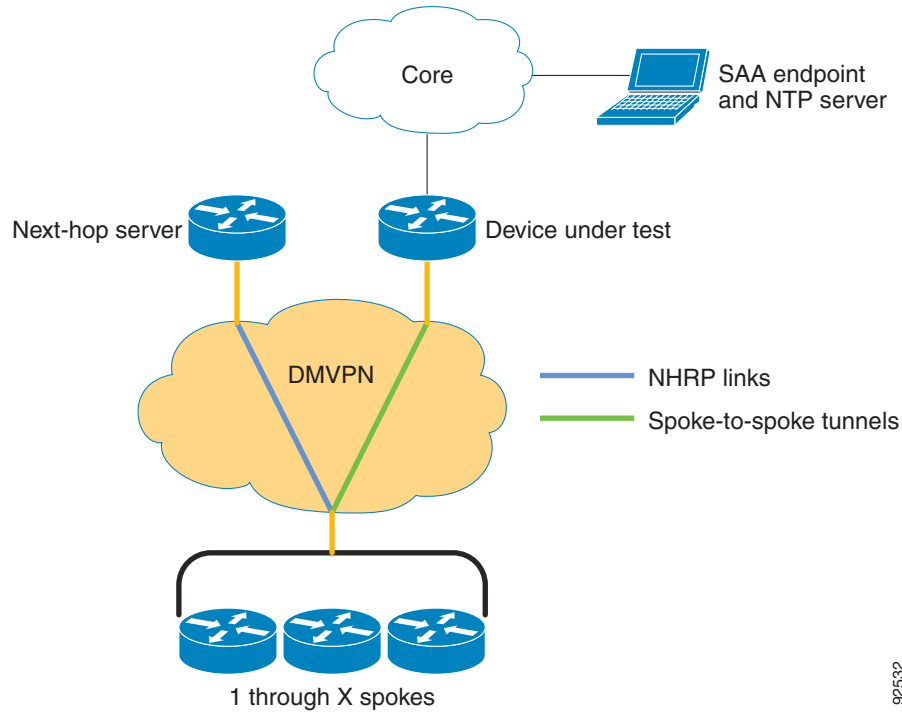 Core
SAA endpoint
and NTP server
Next-hop server
Device under test
DMVPN
NHRP links
Spoke-to-spoke tunnels
1 through X spokes
92532